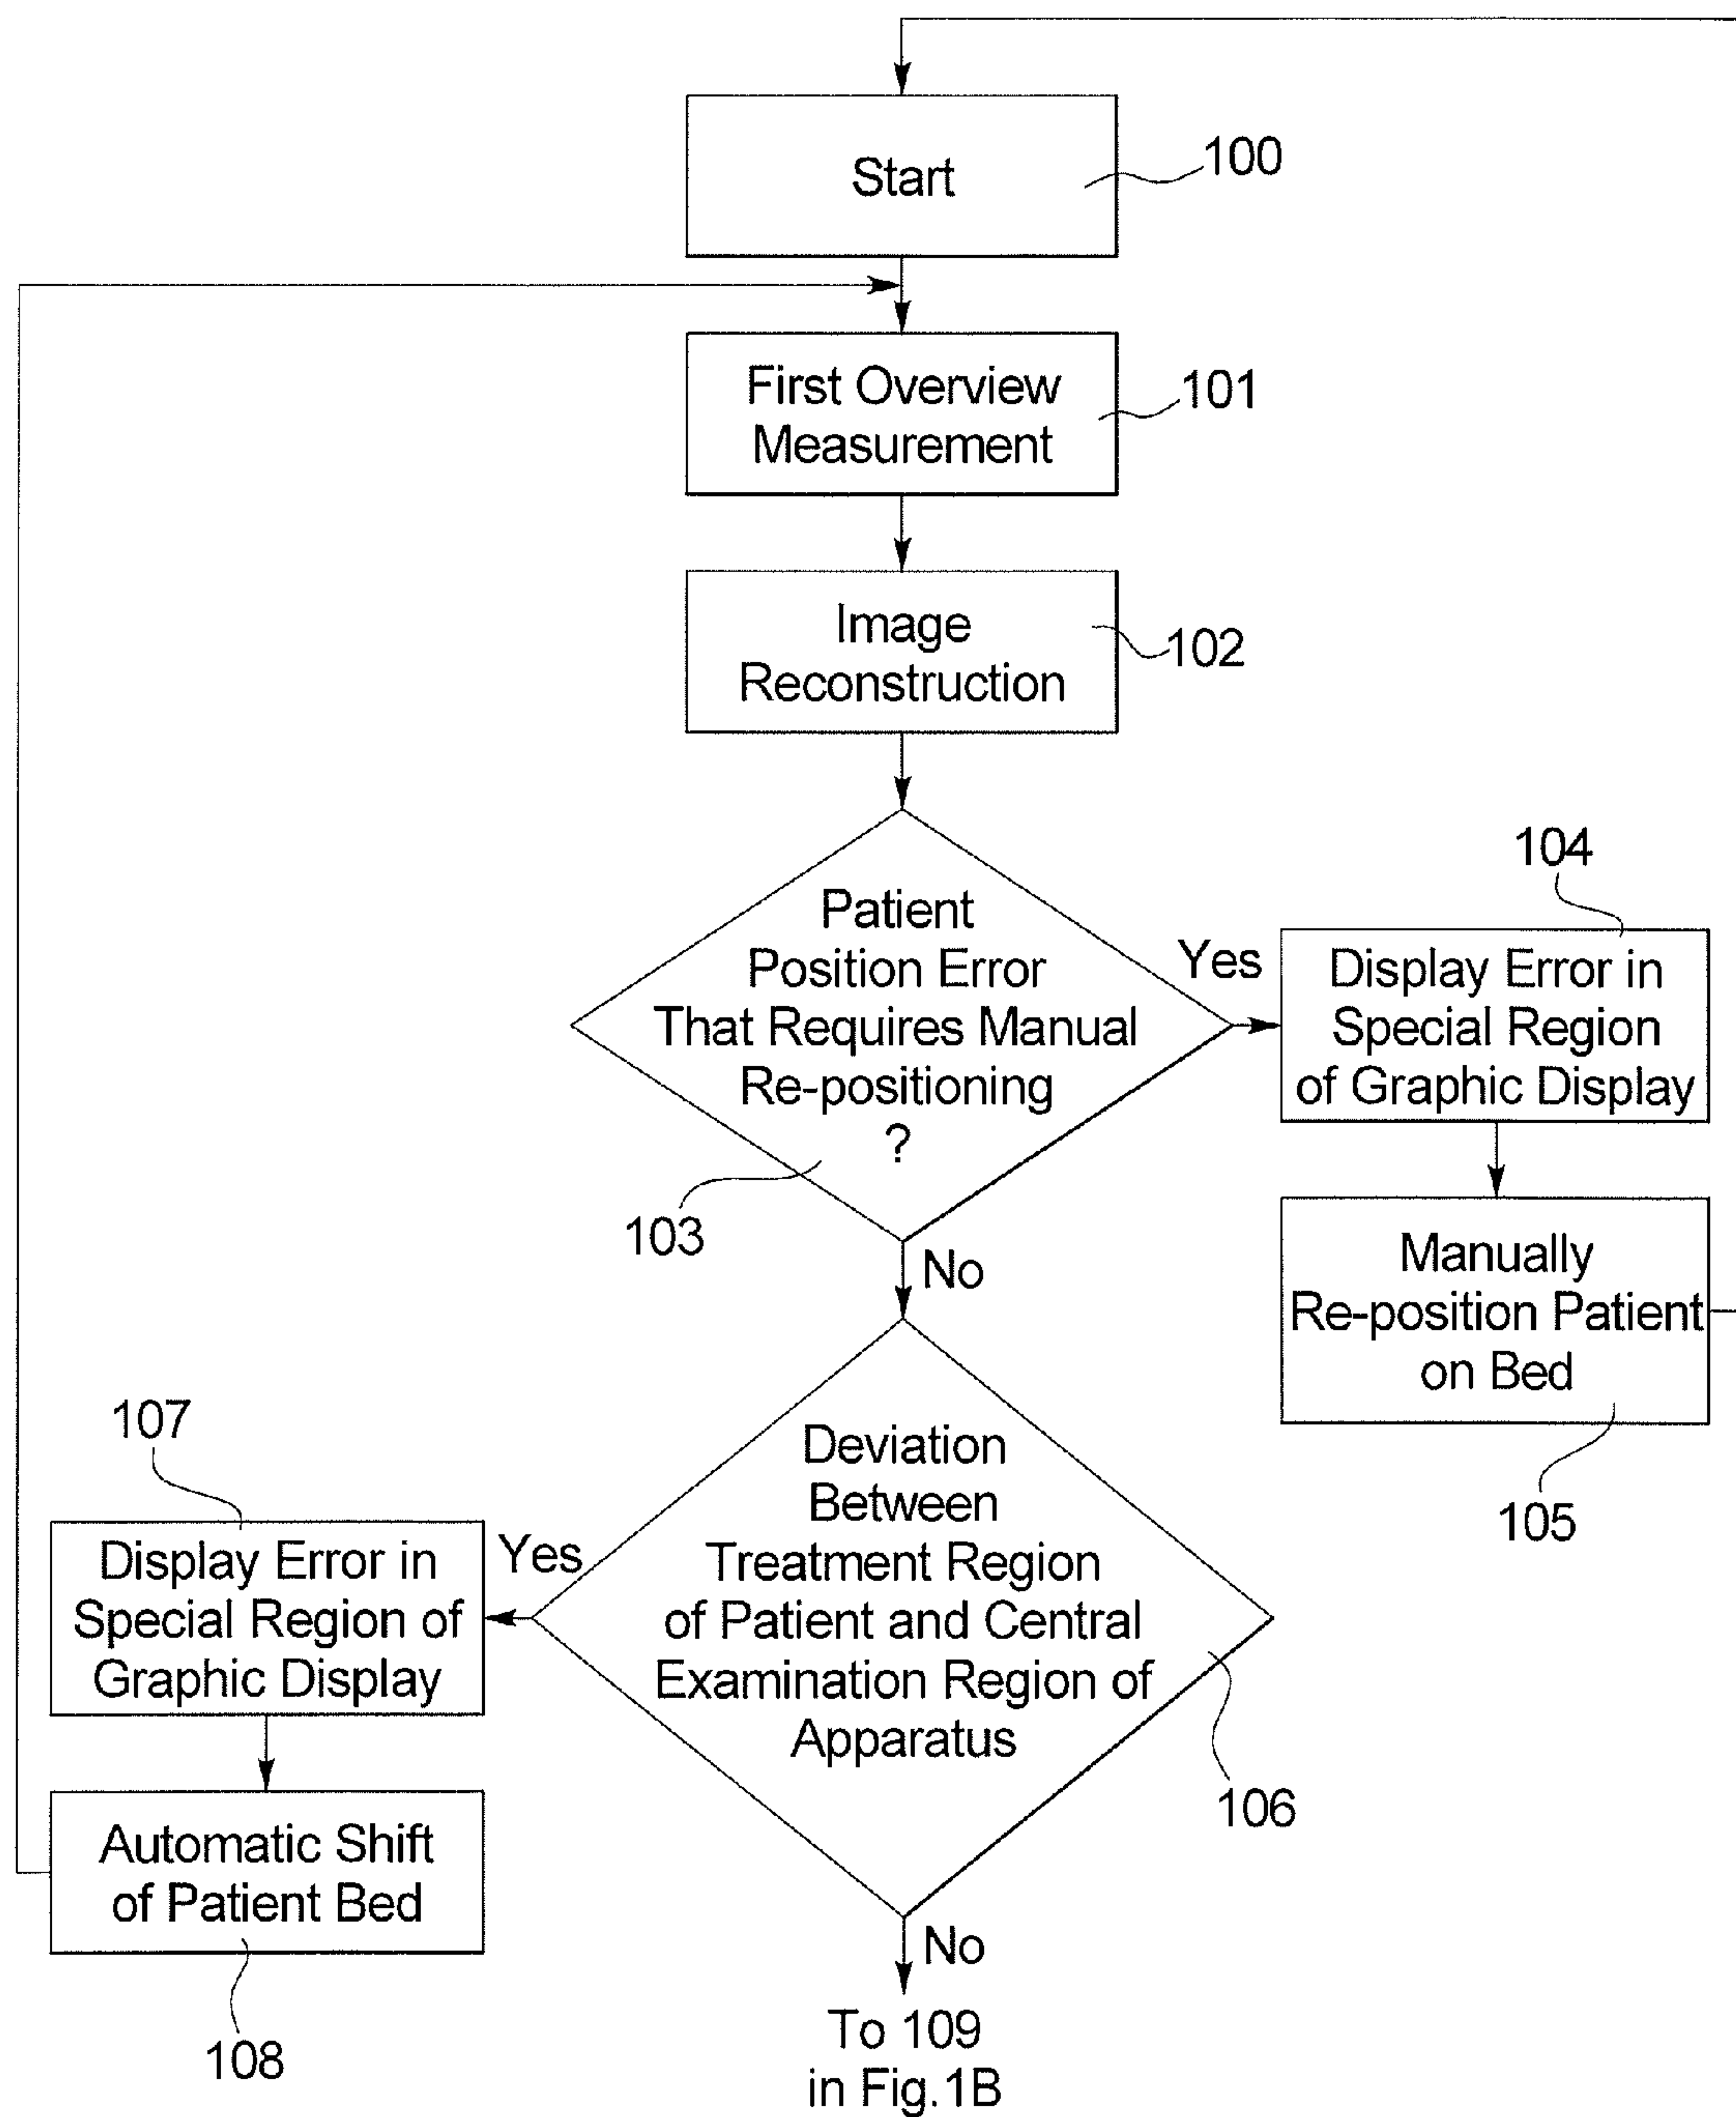 Start
100
First Overview
Measurement
101
Image
Reconstruction
102
Patient
Position Error
That Requires Manual
Re-positioning
?
103
Yes
104
Display Error in
Special Region
of Graphic Display
Manually
Re-position Patient
on Bed
105
No
Deviation
Between
Treatment Region
of Patient and Central
Examination Region of
Apparatus
106
Yes
107
Display Error in
Special Region of
Graphic Display
Automatic Shift
of Patient Bed
108
No
To 109
in Fig.1B